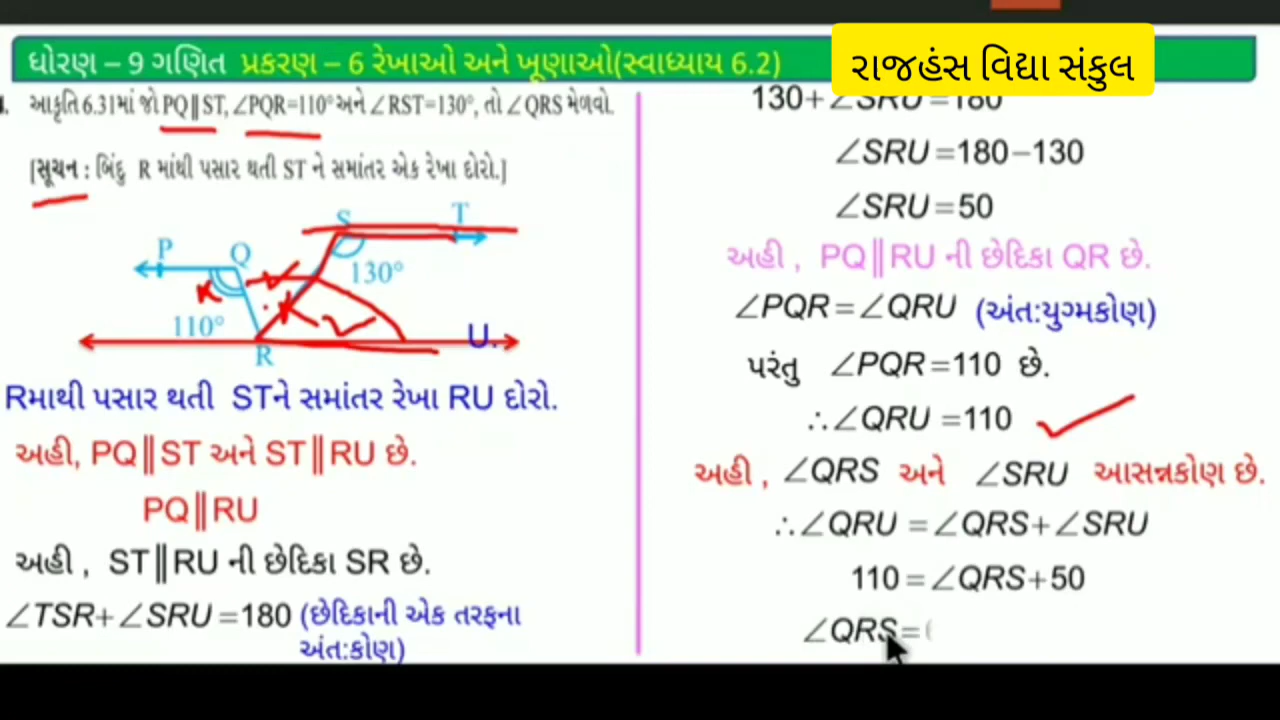 ધોરણ – 9 ગણિત પ્રકરણ – 6 રેખાઓ અને ખૂણાઓ(સ્વાધ્યાય 6.2)
રાજહંસ વિદ્યા સંકુલ
આકૃતિ 6.31માં જો PQ‖ST, ∠PQR=110° અને ∠RST=130°, તો ∠QRS મેળવો.
[સૂચન : બિંદુ R માંથી પસાર થતી ST ને સમાંતર એક રેખા દોરો.]
S T
P Q
130°
110°
R
U.
Rમાથી પસાર થતી STને સમાંતર રેખા RU દોરો.
અહી, PQ‖ST અને ST‖RU છે.
PQ‖RU
અહી , ST‖RU ની છેદિકા SR છે.
∠TSR+∠SRU=180 (છેદિકાની એક તરફના
અંત:કોણ)
130+∠SRU=180
∠SRU=180−130
∠SRU=50
અહી , PQ‖RU ની છેદિકા QR છે.
∠PQR=∠QRU (અંત:યુગ્મકોણ)
પરંતુ ∠PQR=110 છે.
∴∠QRU =110
અહી , ∠QRS અને ∠SRU આસન્નકોણ છે.
∴∠QRU =∠QRS+∠SRU
110=∠QRS+50
∠QRS=